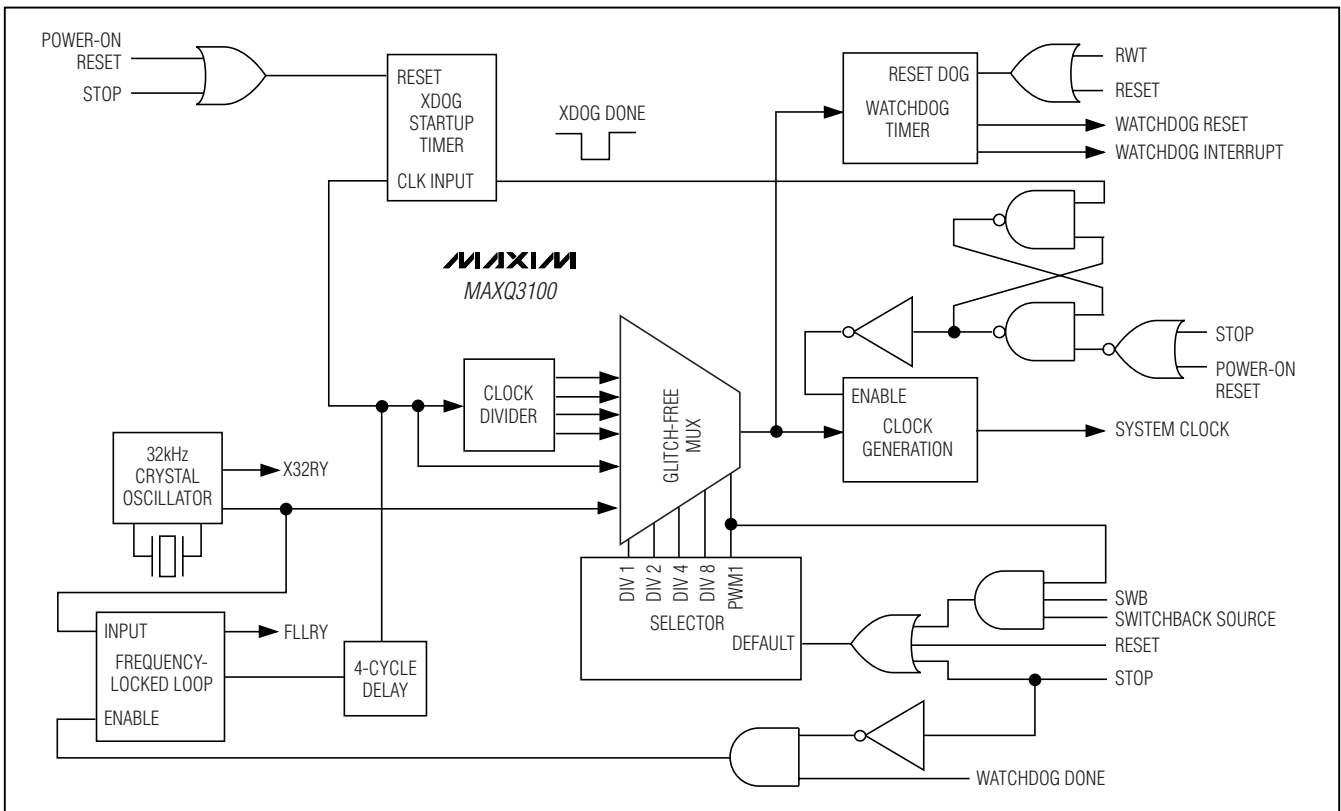 POWER-ON
RESET
STOP
RESET
XDOG
STARTUP
TIMER
CLK INPUT
XDOG DONE
RESET DOG
WATCHDOG
TIMER
RWT
RESET
WATCHDOG RESET
WATCHDOG INTERRUPT
MAXIM
MAXQ3100
CLOCK
DIVIDER
GLITCH-FREE
MUX
ENABLE
CLOCK
GENERATION
STOP
POWER-ON
RESET
SYSTEM CLOCK
32kHz
CRYSTAL
OSCILLATOR
X32RY
DIV 1
DIV 2
DIV 4
DIV 8
PWM1
SELECTOR
DEFAULT
SWB
SWITCHBACK SOURCE
RESET
STOP
INPUT
FREQUENCY-
LOCKED LOOP
ENABLE
FLLRY
4-CYCLE
DELAY
WATCHDOG DONE